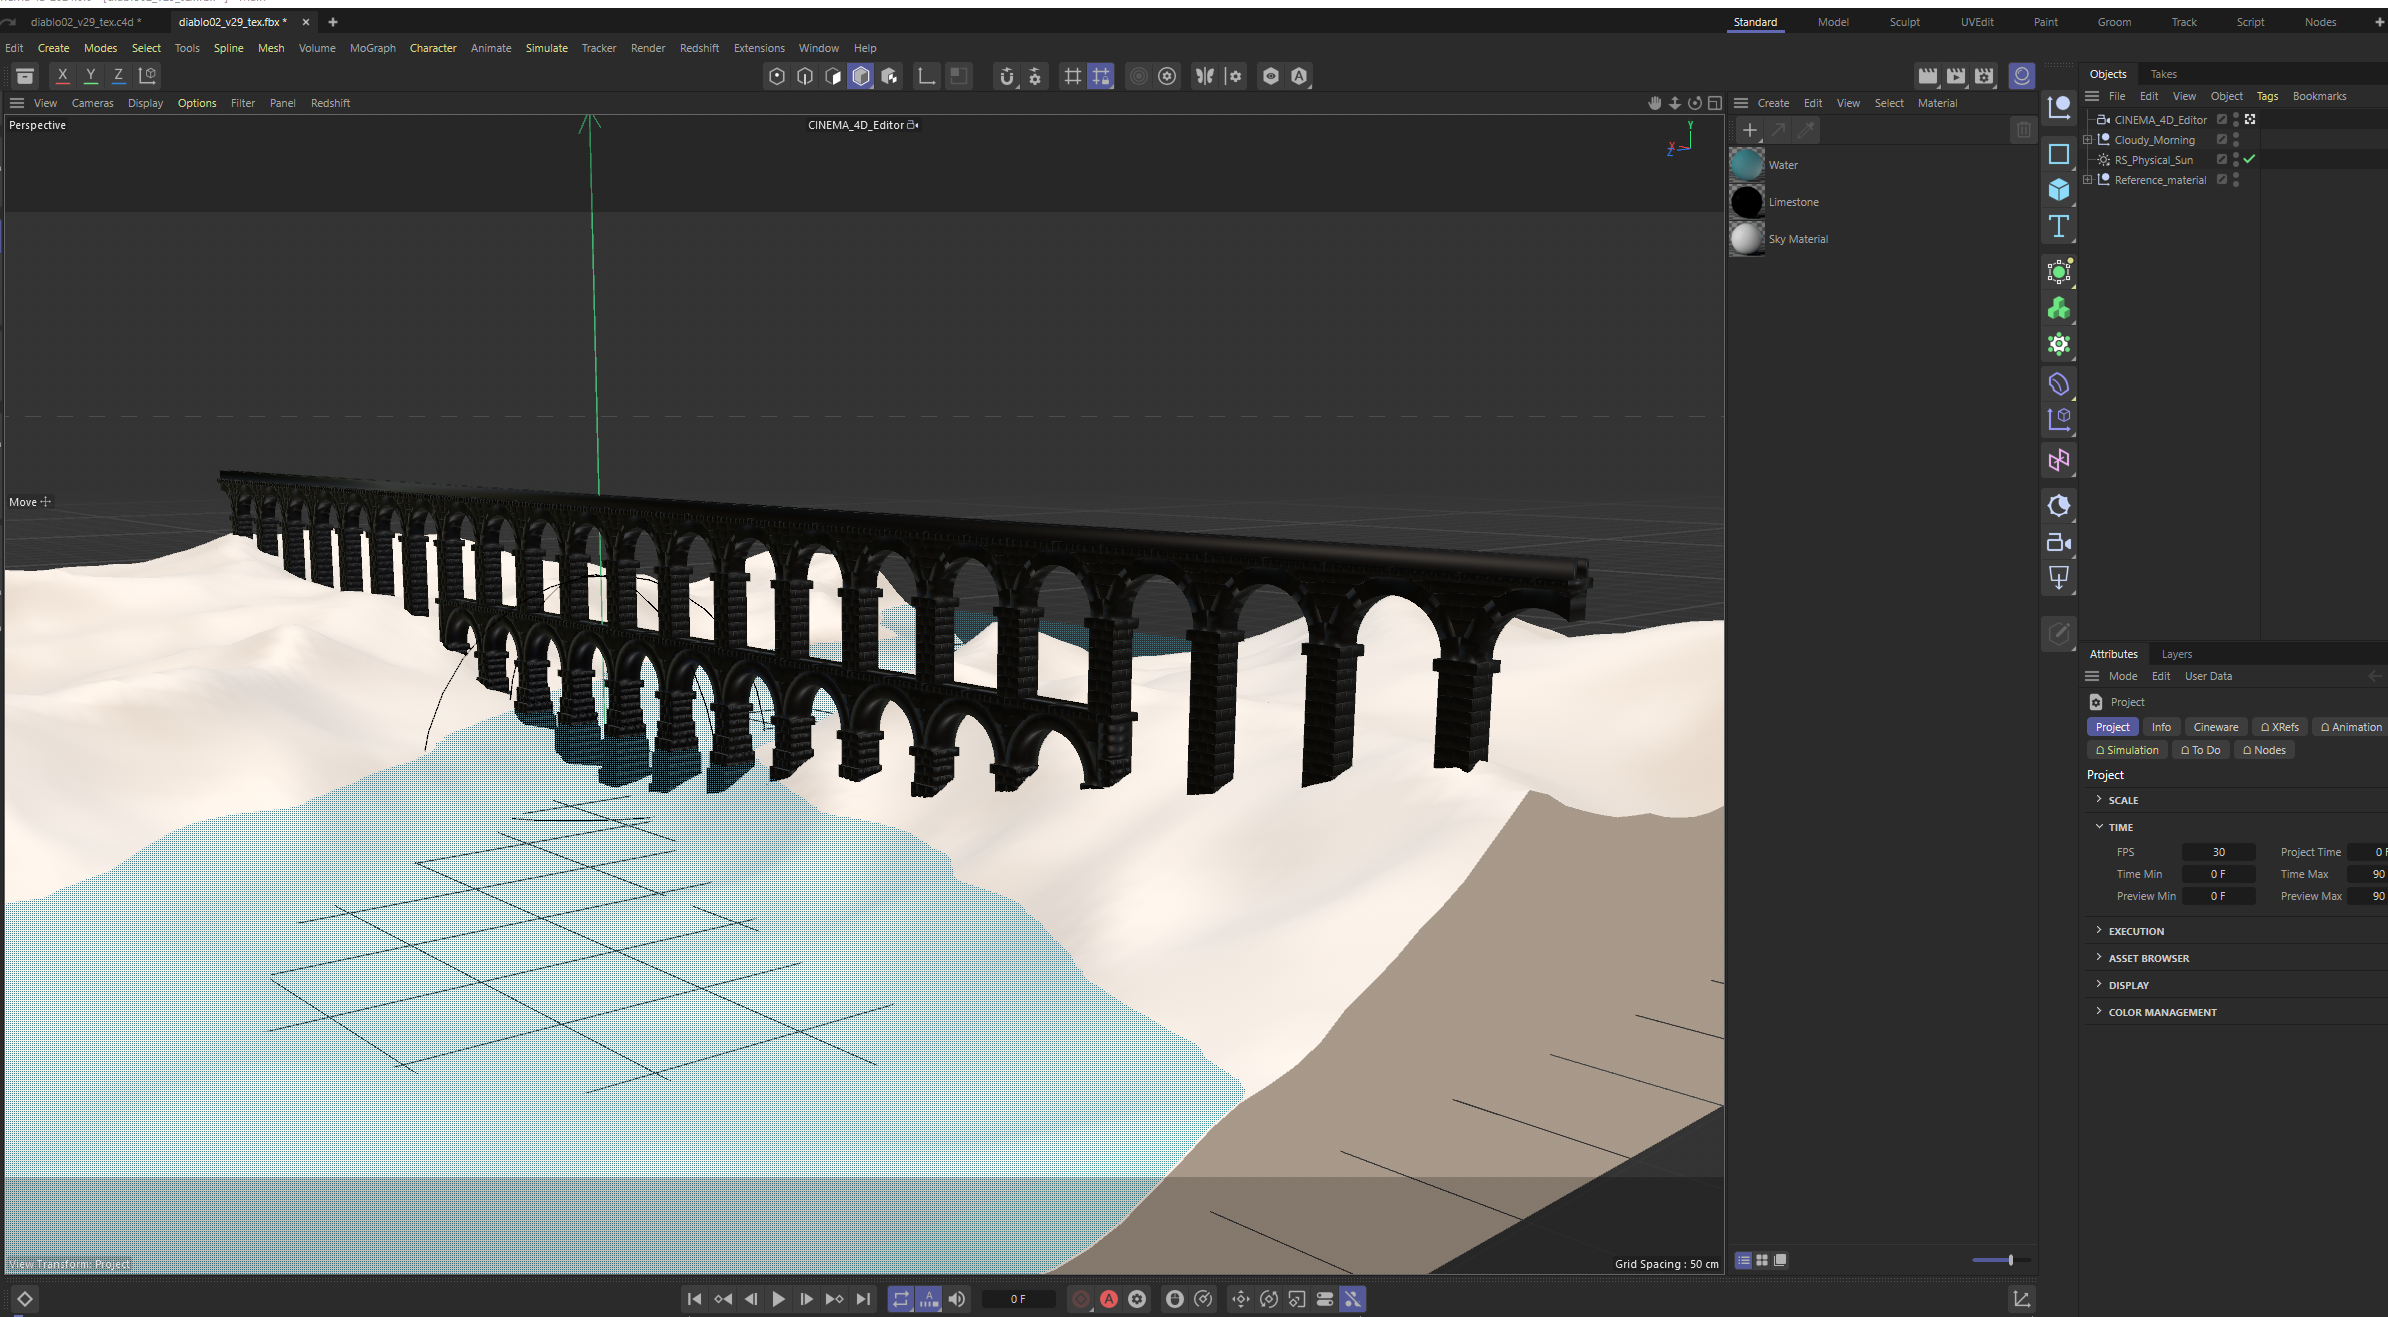 diablo02_v29_tex.c4d * diablo02_v29_tex.fbx *
Standard Model Sculpt UVEdit Paint Groom Track Script Nodes
Edit Create Modes Select Tools Spline Mesh Volume MoGraph Character Animate Simulate Tracker Render Redshift Extensions Window Help
X Y Z
View Cameras Display Options Filter Panel Redshift
Perspective
CINEMA_4D_Editor
Y
X
Z
Move
View Transform: Project
Grid Spacing : 50 cm
Create Edit View Select Material
Water
Limestone
Sky Material
Objects Takes
File Edit View Object Tags Bookmarks
CINEMA_4D_Editor
Cloudy_Morning
RS_Physical_Sun
Reference_material
Attributes Layers
Mode Edit User Data
Project
Project Info Cineware XRefs Animation
Simulation To Do Nodes
Project
SCALE
TIME
FPS 30 Project Time 0 F
Time Min 0 F Time Max 90
Preview Min 0 F Preview Max 90
EXECUTION
ASSET BROWSER
DISPLAY
COLOR MANAGEMENT
0 F